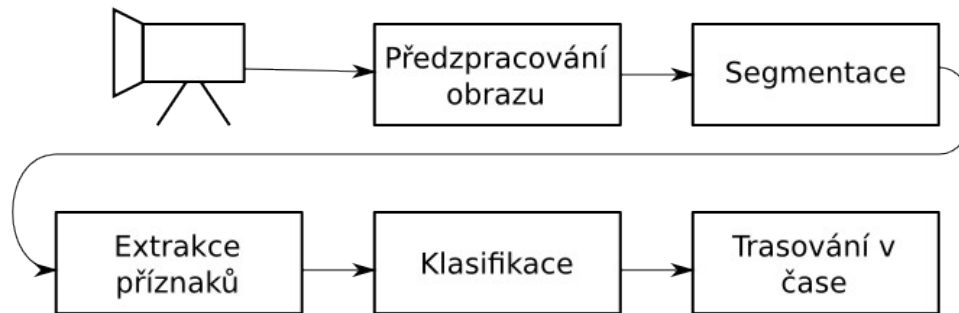 Předzpracování
obrazu
Segmentace
Extrakce
příznaků
Klasifikace
Trasování v
čase